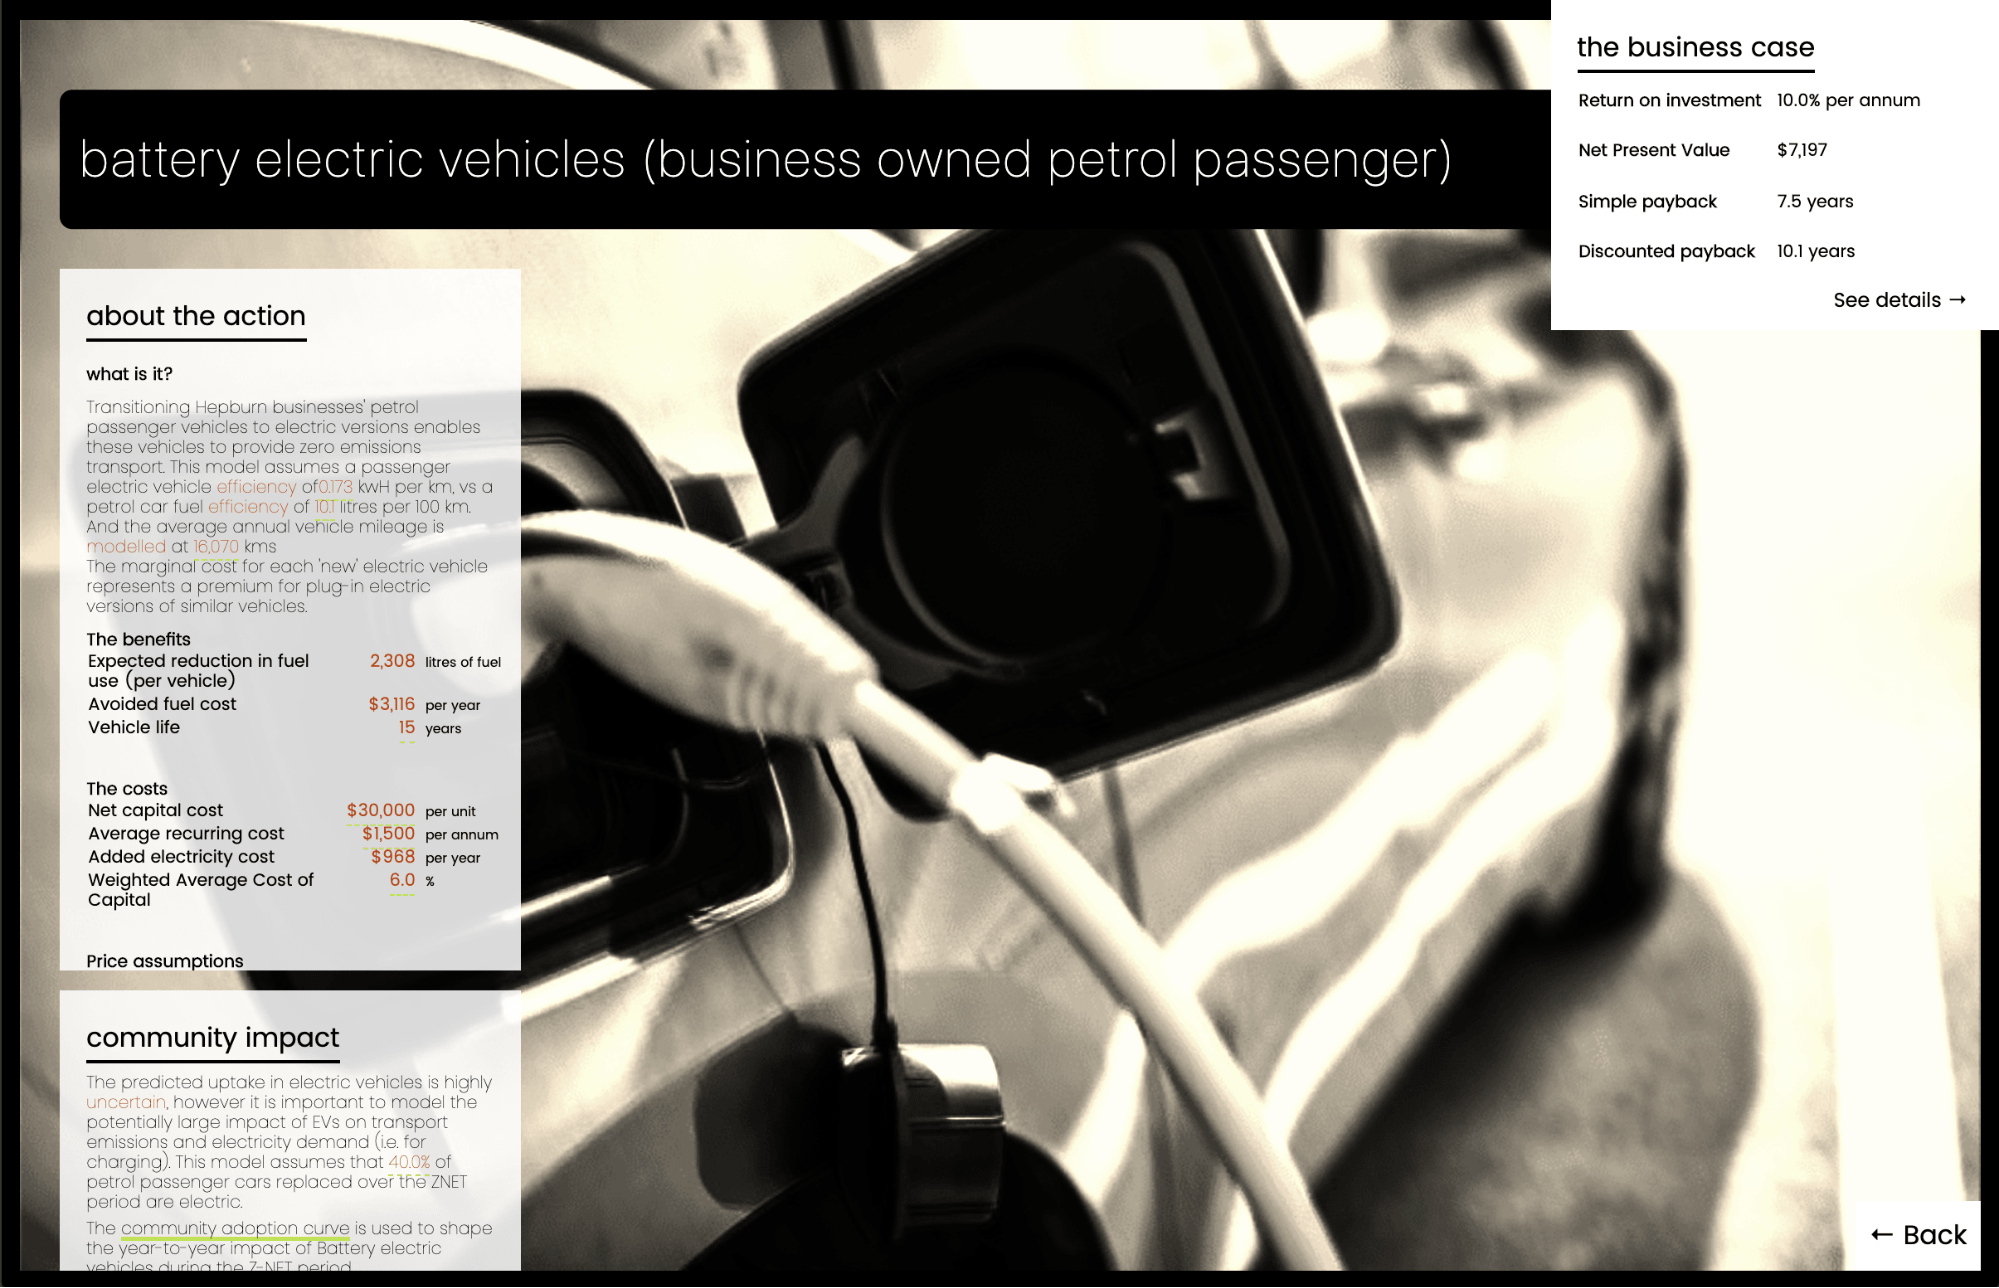 battery electric vehicles (business owned petrol passenger)
the business case
Return on investment 10.0% per annum
Net Present Value $7,197
Simple payback 7.5 years
Discounted payback 10.1 years
See details →
about the action
what is it?
Transitioning Hepburn businesses' petrol
passenger vehicles to electric versions enables
these vehicles to provide zero emissions
transport. This model assumes a passenger
electric vehicle efficiency of0.173 kwH per km, vs a
petrol car fuel efficiency of 10.1 litres per 100 km.
And the average annual vehicle mileage is
modelled at 16,070 kms
The marginal cost for each 'new' electric vehicle
represents a premium for plug-in electric
versions of similar vehicles.
The benefits
Expected reduction in fuel 2,308 litres of fuel
use (per vehicle)
Avoided fuel cost $3,116 per year
Vehicle life 15 years
The costs
Net capital cost $30,000 per unit
Average recurring cost $1,500 per annum
Added electricity cost $968 per year
Weighted Average Cost of 6.0 %
Capital
Price assumptions
community impact
The predicted uptake in electric vehicles is highly
uncertain, however it is important to model the
potentially large impact of EVs on transport
emissions and electricity demand (i.e. for
charging). This model assumes that 40.0% of
petrol passenger cars replaced over the ZNET
period are electric.
The community adoption curve is used to shape
the year-to-year impact of Battery electric
vehicles during the Z-NET period
← Back